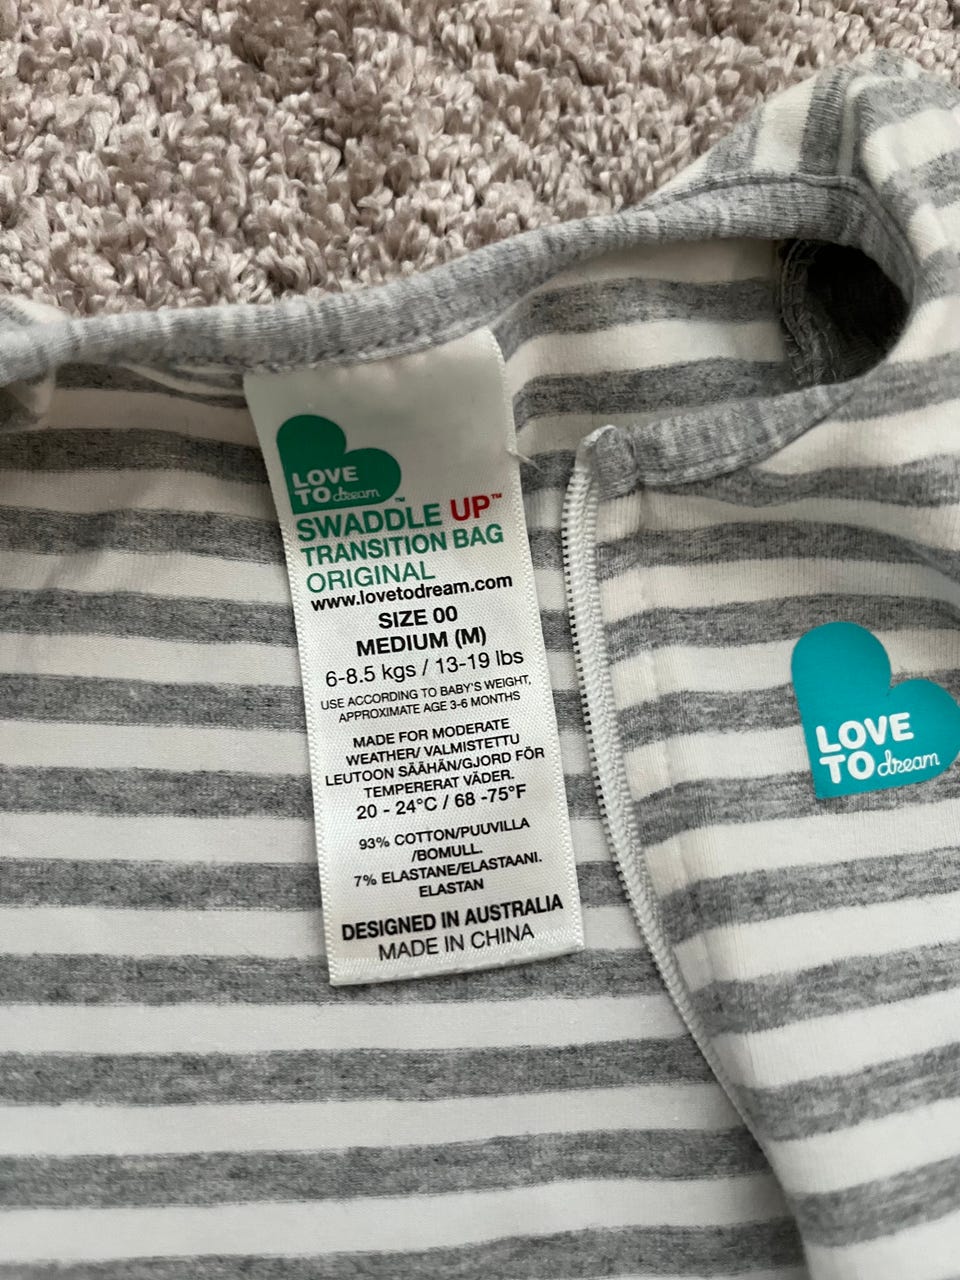 LOVE
TO dream ™
SWADDLE UP™
TRANSITION BAG
ORIGINAL
www.lovetodream.com
SIZE 00
MEDIUM (M)
6-8.5 kgs / 13-19 lbs
USE ACCORDING TO BABY'S WEIGHT,
APPROXIMATE AGE 3-6 MONTHS
MADE FOR MODERATE
WEATHER/ VALMISTETTU
LEUTOON SÄÄHÄN/GJORD FÖR
TEMPERERAT VÄDER.
20 - 24°C / 68 -75°F
93% COTTON/PUUVILLA
/BOMULL.
7% ELASTANE/ELASTAANI.
ELASTAN
DESIGNED IN AUSTRALIA
MADE IN CHINA
LOVE
TO dream